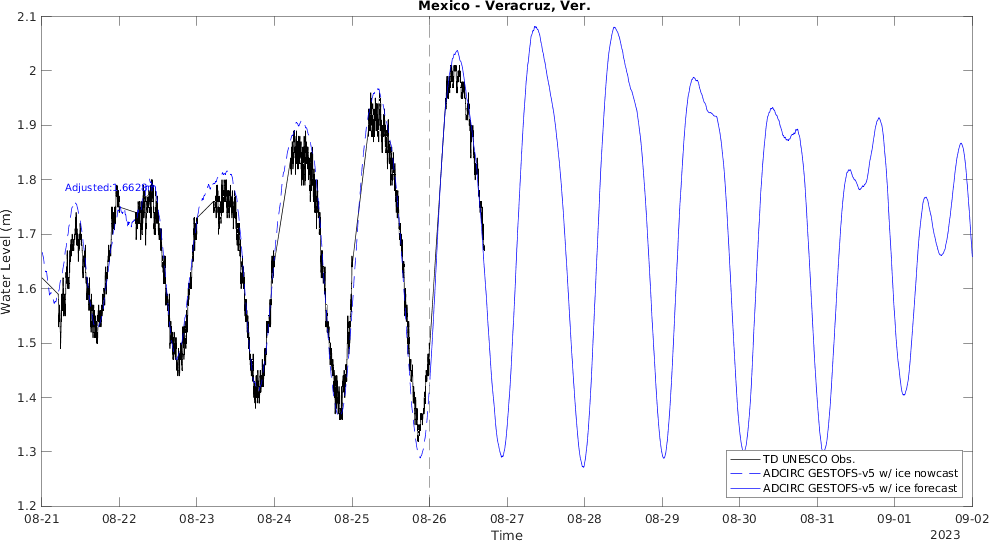 Mexico - Veracruz, Ver.
2.1
2
1.9
1.8
1.7
1.6
1.5
1.4
1.3
1.2
Water Level (m)
Adjusted:1.6628m
08-21 08-22 08-23 08-24 08-25 08-26 08-27 08-28 08-29 08-30 08-31 09-01 09-02
Time
2023
TD UNESCO Obs.
ADCIRC GESTOFS-v5 w/ ice nowcast
ADCIRC GESTOFS-v5 w/ ice forecast